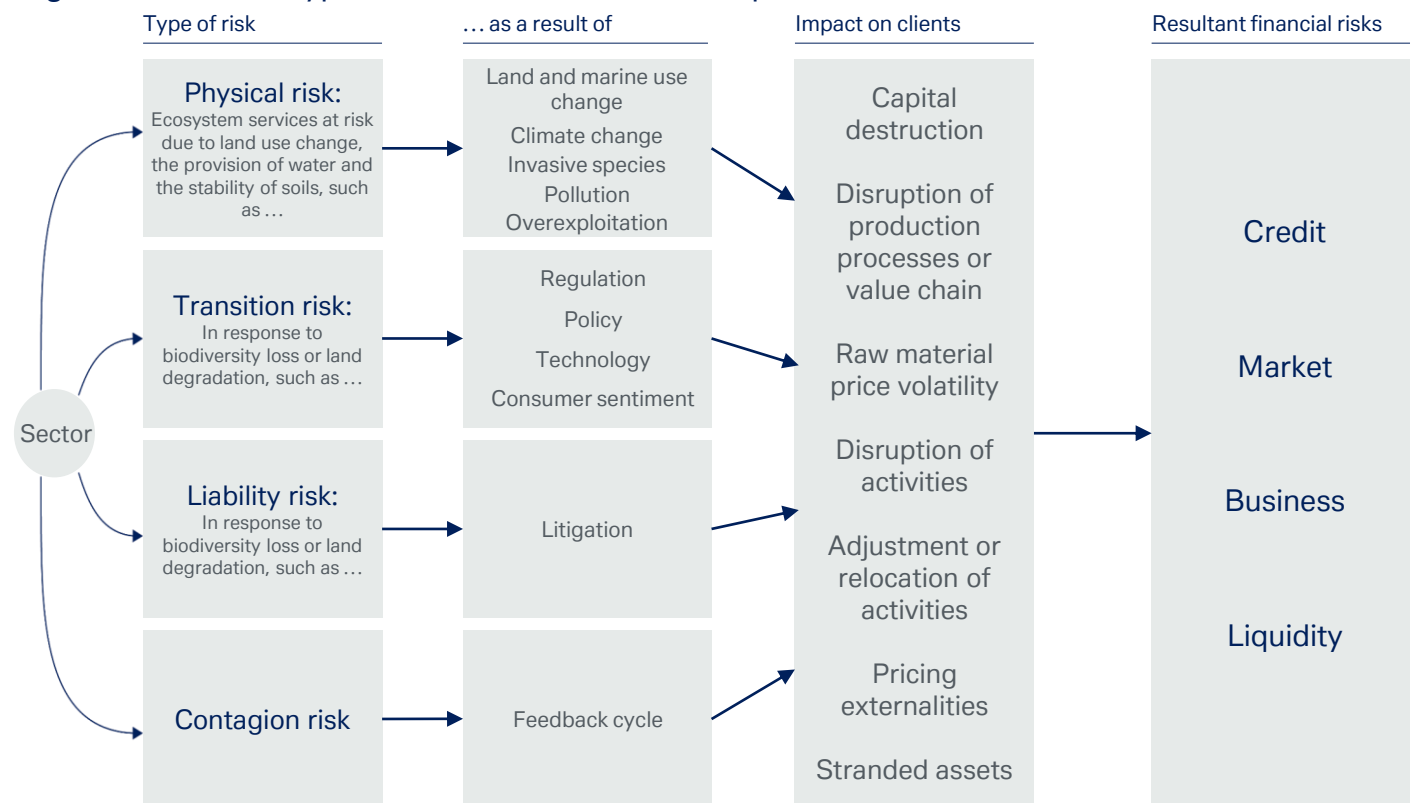 Type of risk
… as a result of
Impact on clients
Resultant financial risks
Physical risk:
Ecosystem services at risk
due to land use change,
the provision of water and
the stability of soils, such
as …
Land and marine use
change
Climate change
Invasive species
Pollution
Overexploitation
Transition risk:
In response to
biodiversity loss or land
degradation, such as …
Regulation
Policy
Technology
Consumer sentiment
Sector
Liability risk:
In response to
biodiversity loss or land
degradation, such as …
Litigation
Contagion risk
Feedback cycle
Capital
destruction
Disruption of
production
processes or
value chain
Raw material
price volatility
Disruption of
activities
Adjustment or
relocation of
activities
Pricing
externalities
Stranded assets
Credit
Market
Business
Liquidity